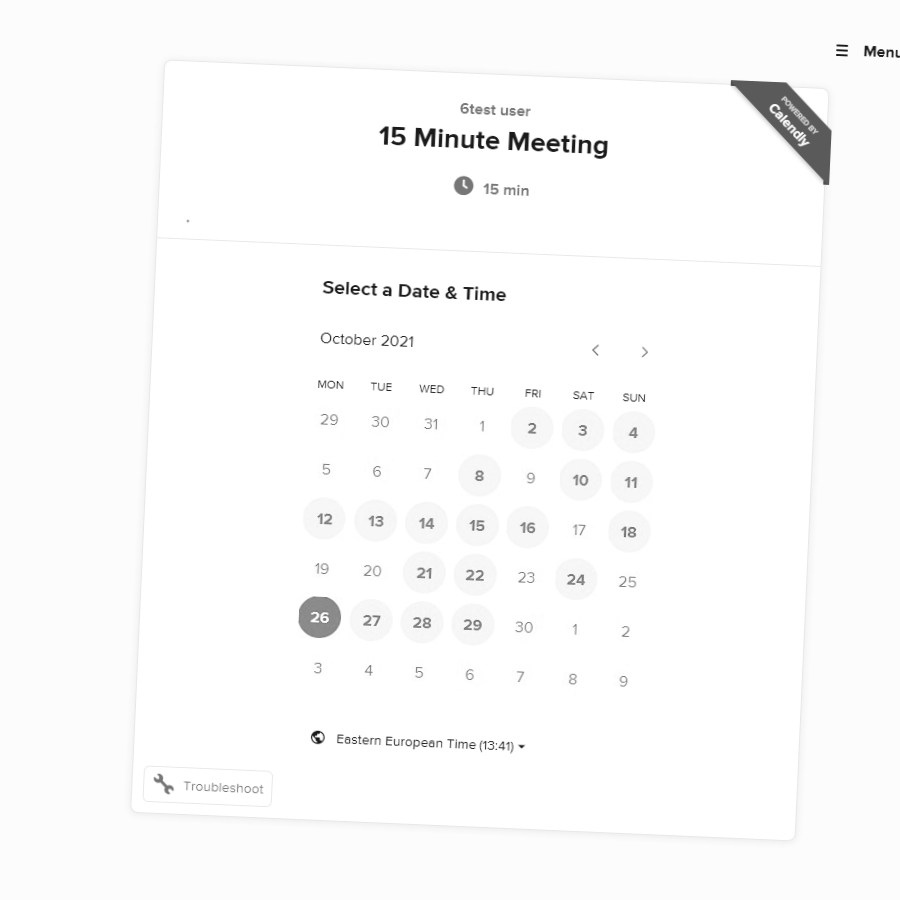 Menu
POWERED BY
Calendly
6test user
15 Minute Meeting
15 min
Select a Date & Time
October 2021
MON TUE WED THU FRI SAT SUN
29 30 31 1 2 3 4
5 6 7 8 9 10 11
12 13 14 15 16 17 18
19 20 21 22 23 24 25
26 27 28 29 30 1 2
3 4 5 6 7 8 9
Eastern European Time (13:41)
Troubleshoot